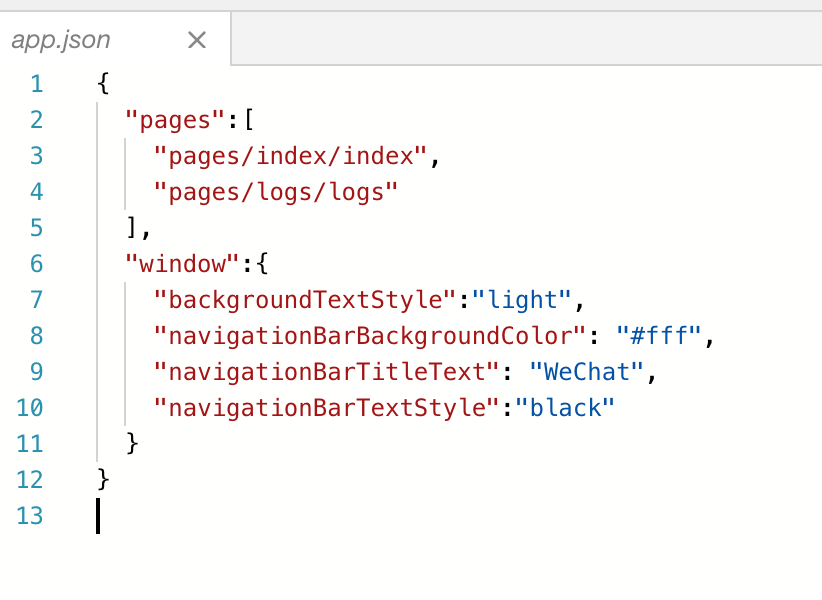 app.json
1 {
2   "pages":[
3     "pages/index/index",
4     "pages/logs/logs"
5   ],
6   "window":{
7     "backgroundTextStyle":"light",
8     "navigationBarBackgroundColor": "#fff",
9     "navigationBarTitleText": "WeChat",
10     "navigationBarTextStyle":"black"
11   }
12 }
13